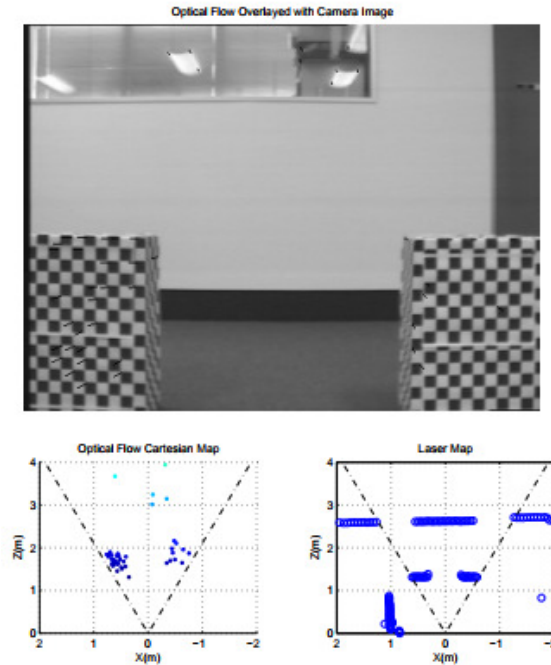 Optical Flow Overlayed with Camera Image
Optical Flow Cartesian Map
4
3
2
1
0
Z(m)
2 1 0 −1 −2
X(m)
Laser Map
4
3
2
1
0
Z(m)
2 1 0 −1 −2
X(m)